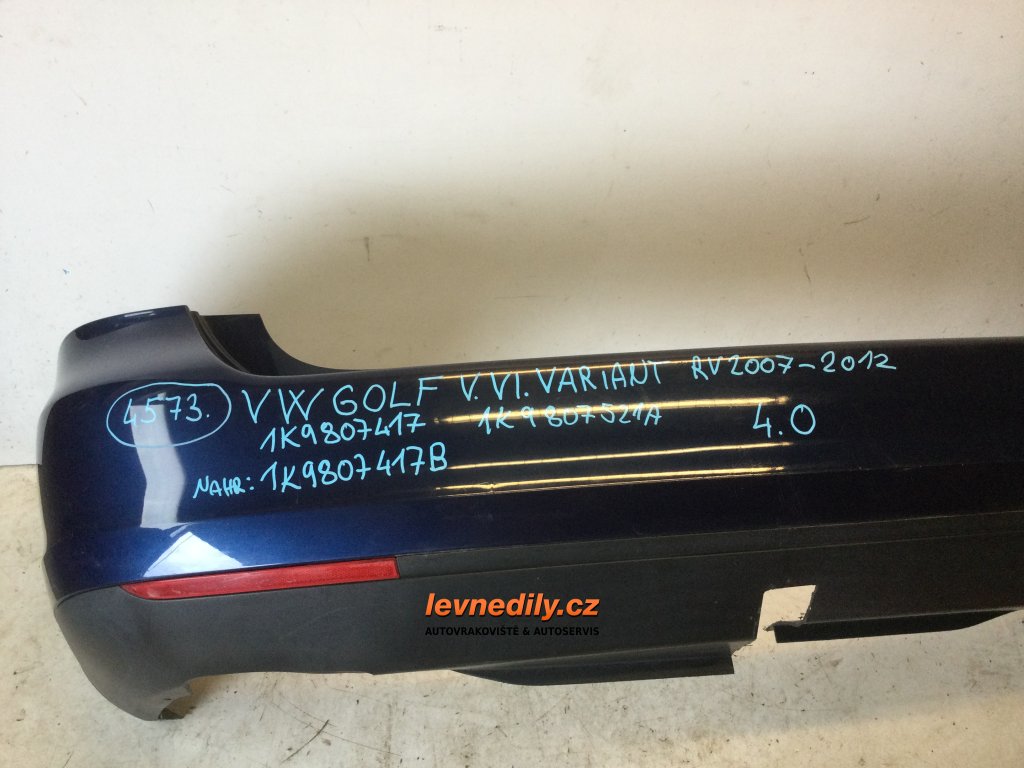 4573. VW GOLF V.VI. VARIANT RV2007-2012
1K9807417 1K9807521A 4.0
NAHR: 1K9807417B
levnedily.cz
AUTOVRAKOVIŠTĚ & AUTOSERVIS